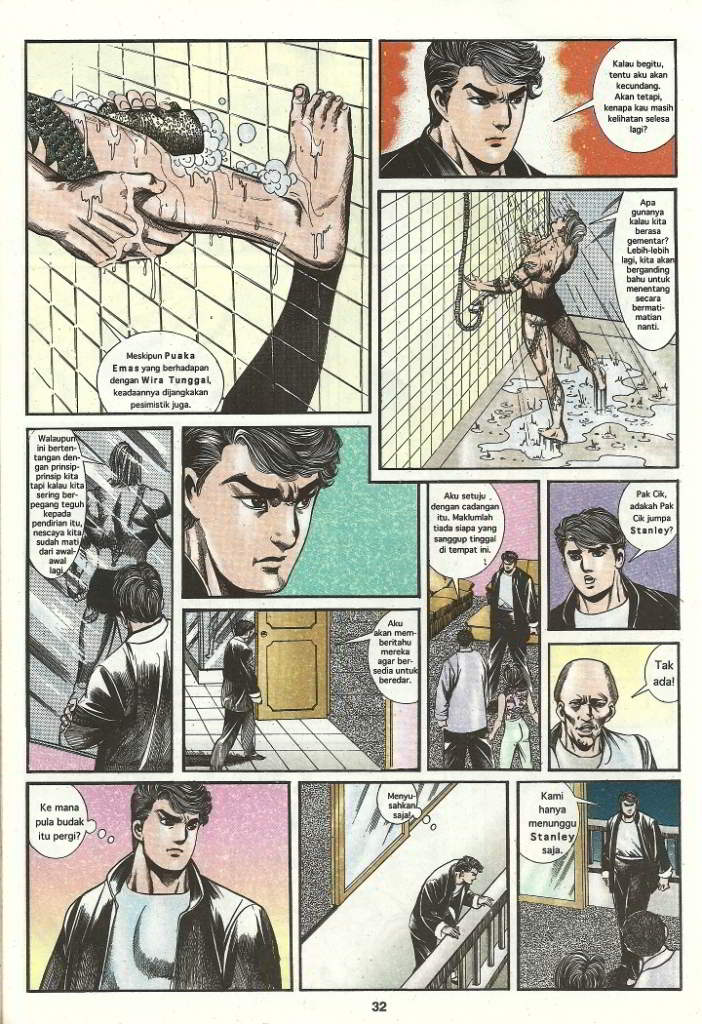 Meskipun Puaka
Emas yang berhadapan
dengan Wira Tunggal,
keadaannya dijangkakan
pesimistik juga.
Kalau begitu,
tentu aku akan
kecundang.
Akan tetapi,
kenapa kau masih
kelihatan selesa
lagi?
Apa
gunanya
kalau kita
berasa
gementar?
Lebih-lebih
lagi, kita akan
berganding
bahu untuk
menentang
secara
bermati-
matian
nanti.
Walaupun
ini berten-
tangan de-
ngan prinsip-
prinsip kita
tapi kalau kita
sering ber-
pegang teguh
kepada
pendirian itu,
nescaya kita
sudah mati
dari awal-
awal
lagi.
Aku
akan mem-
beritahu
mereka
agar ber-
sedia untuk
beredar.
Aku setuju
dengan cadangan
itu. Maklumlah
tiada siapa yang
sanggup tinggal
di tempat ini.
Pak Cik,
adakah Pak
Cik jumpa
Stanley?
Tak
ada!
Ke mana
pula budak
itu pergi?
Menyu-
sahkan
saja!
Kami
hanya
menunggu
Stanley
saja.
32